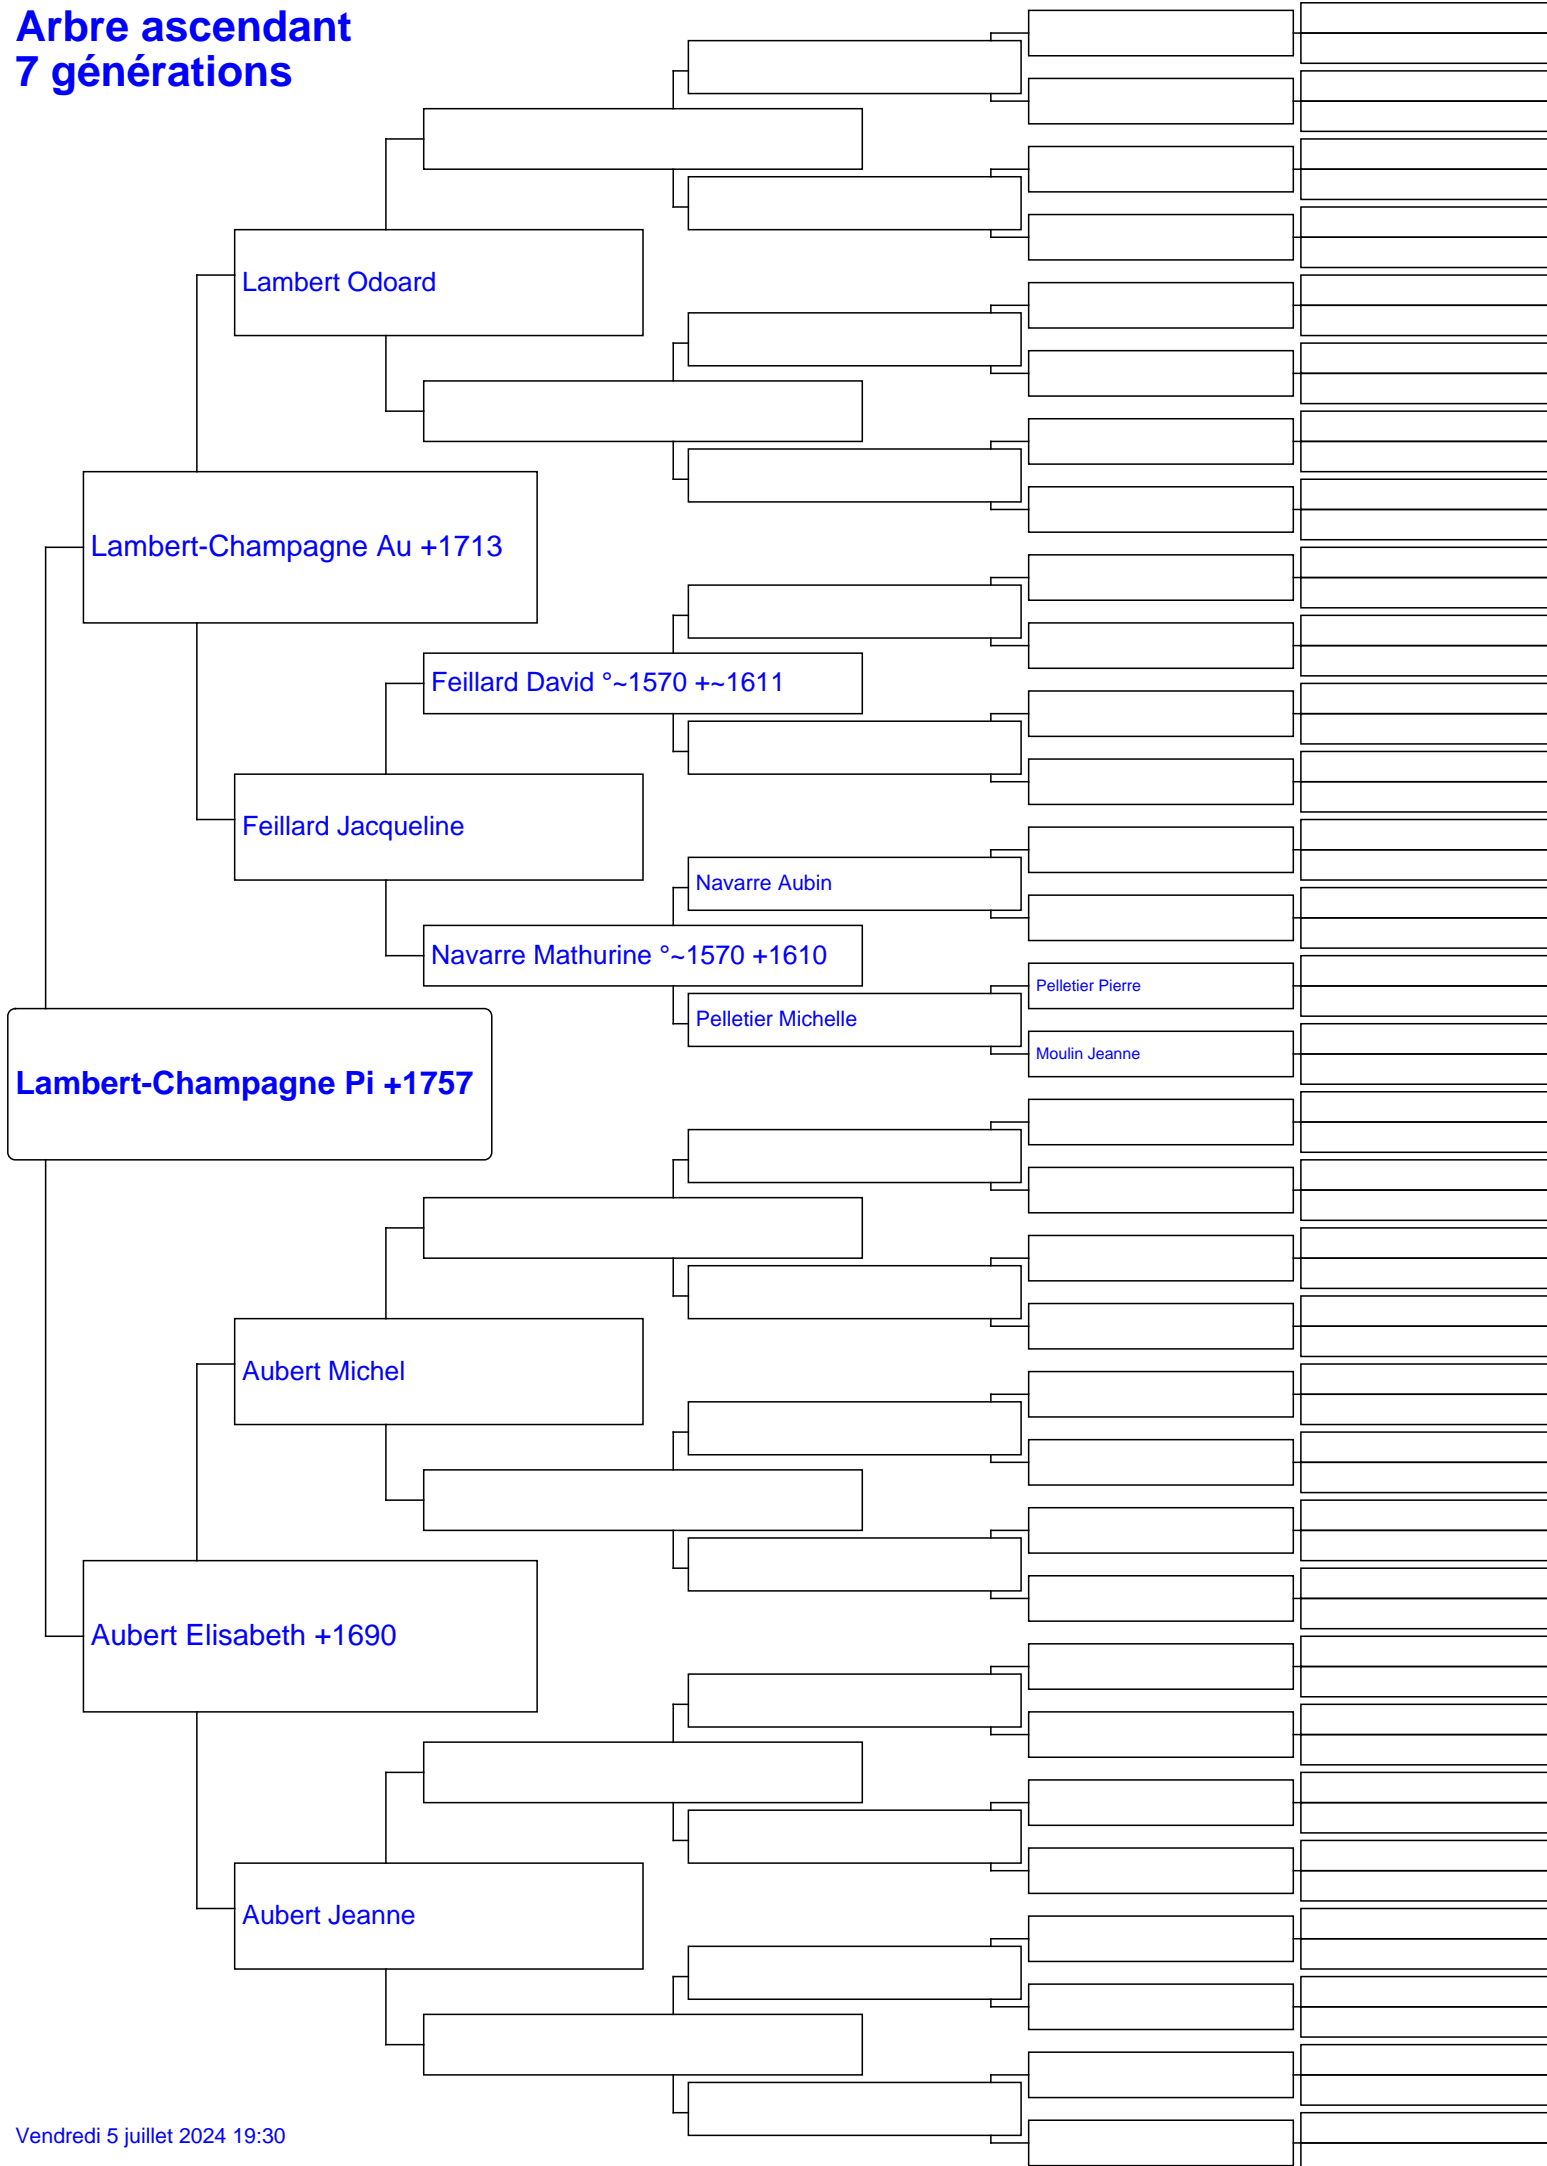 Arbre ascendant
7 générations
Lambert Odoard
Lambert-Champagne Au +1713
Feillard David °~1570 +~1611
Feillard Jacqueline
Navarre Aubin
Navarre Mathurine °~1570 +1610
Pelletier Pierre
Pelletier Michelle
Moulin Jeanne
Lambert-Champagne Pi +1757
Aubert Michel
Aubert Elisabeth +1690
Aubert Jeanne
Vendredi 5 juillet 2024 19:30